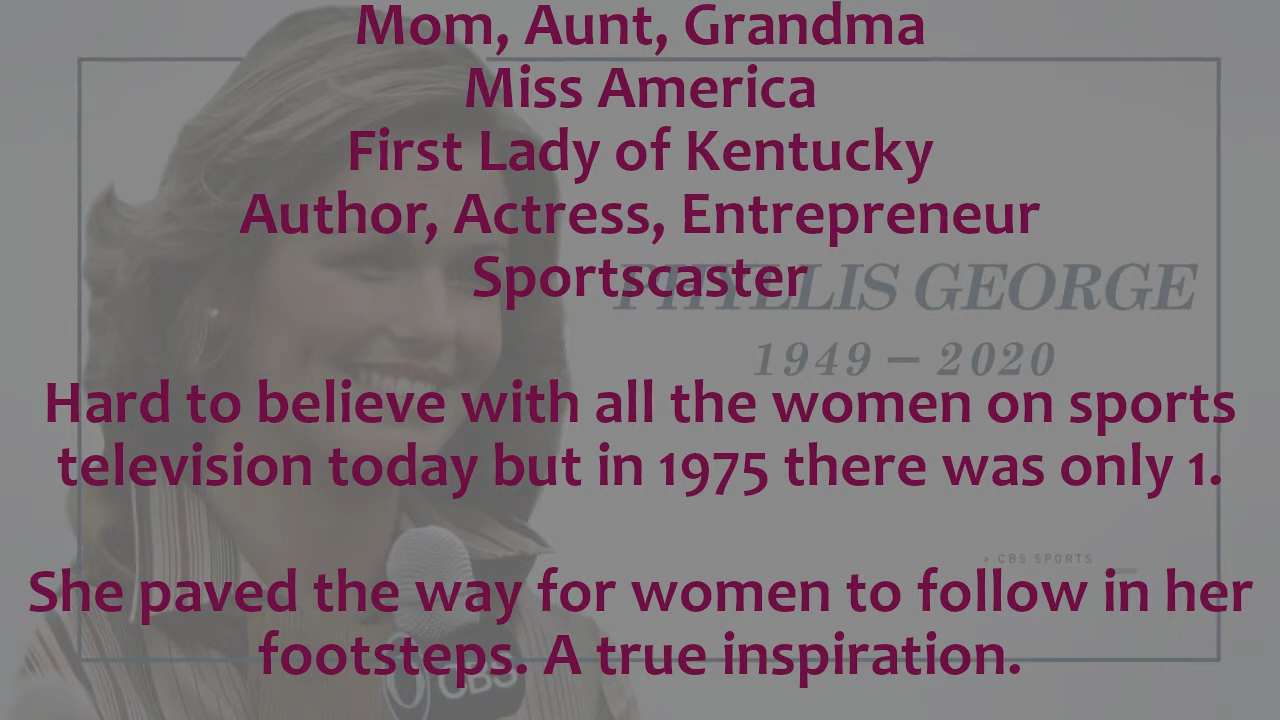 Mom, Aunt, Grandma
Miss America
First Lady of Kentucky
Author, Actress, Entrepreneur
Sportscaster
PHYLLIS GEORGE
1949 – 2020
Hard to believe with all the women on sports
television today but in 1975 there was only 1.
> CBS SPORTS
She paved the way for women to follow in her
footsteps. A true inspiration.
CBS